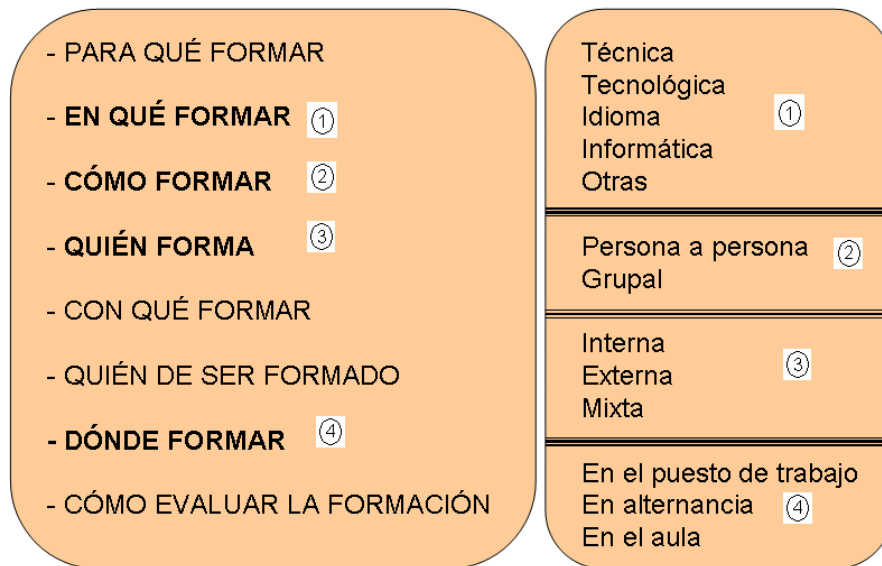 - PARA QUÉ FORMAR
- EN QUÉ FORMAR ①
- CÓMO FORMAR ②
- QUIÉN FORMA ③
- CON QUÉ FORMAR
- QUIÉN DE SER FORMADO
- DÓNDE FORMAR ④
- CÓMO EVALUAR LA FORMACIÓN
Técnica
Tecnológica
Idioma ①
Informática
Otras
Persona a persona ②
Grupal
Interna
Externa ③
Mixta
En el puesto de trabajo
En alternancia ④
En el aula